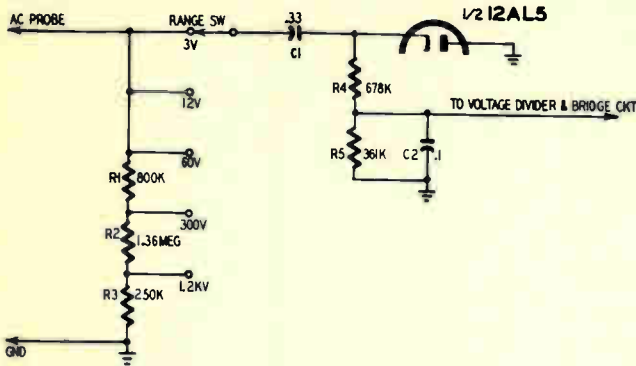 AC PROBE
RANGE SW
3V
.33
C1
1/2 12AL5
12V
R4 678K
TO VOLTAGE DIVIDER & BRIDGE CKT
60V
R5 361K
C2 .1
R1 800K
300V
R2 1.36MEG
1.2KV
R3 250K
GND